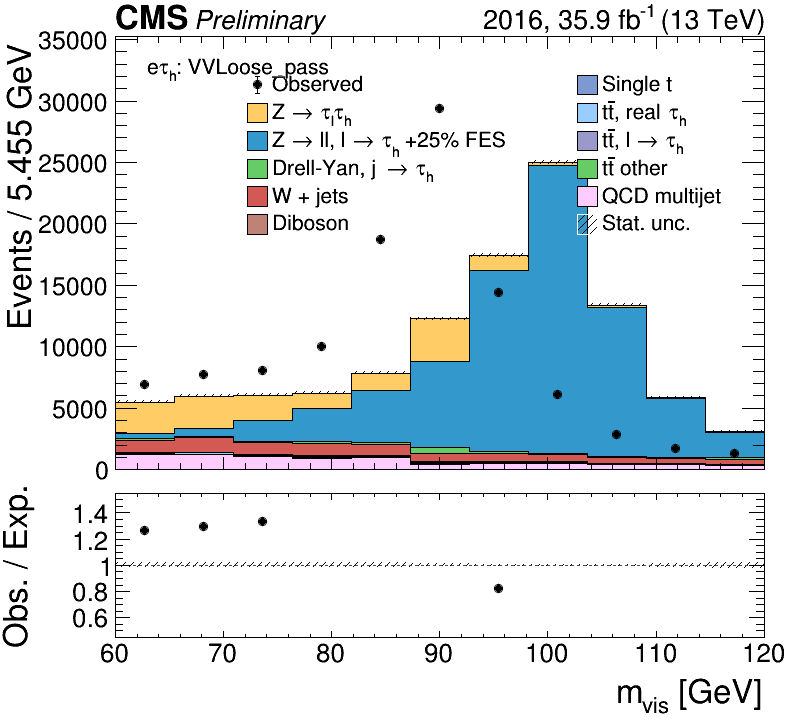 CMS Preliminary 2016, 35.9 fb⁻¹ (13 TeV)
Events / 5.455 GeV
35000
30000
25000
20000
15000
10000
5000
0
eτₕ: VVLoose_pass
Observed
Z → τₗτₕ
Z → ll, l → τₕ +25% FES
Drell-Yan, j → τₕ
W + jets
Diboson
Single t
tt̄, real τₕ
tt̄, l → τₕ
tt̄ other
QCD multijet
Stat. unc.
Obs. / Exp.
1.4
1.2
1
0.8
0.6
60 70 80 90 100 110 120
m_vis [GeV]